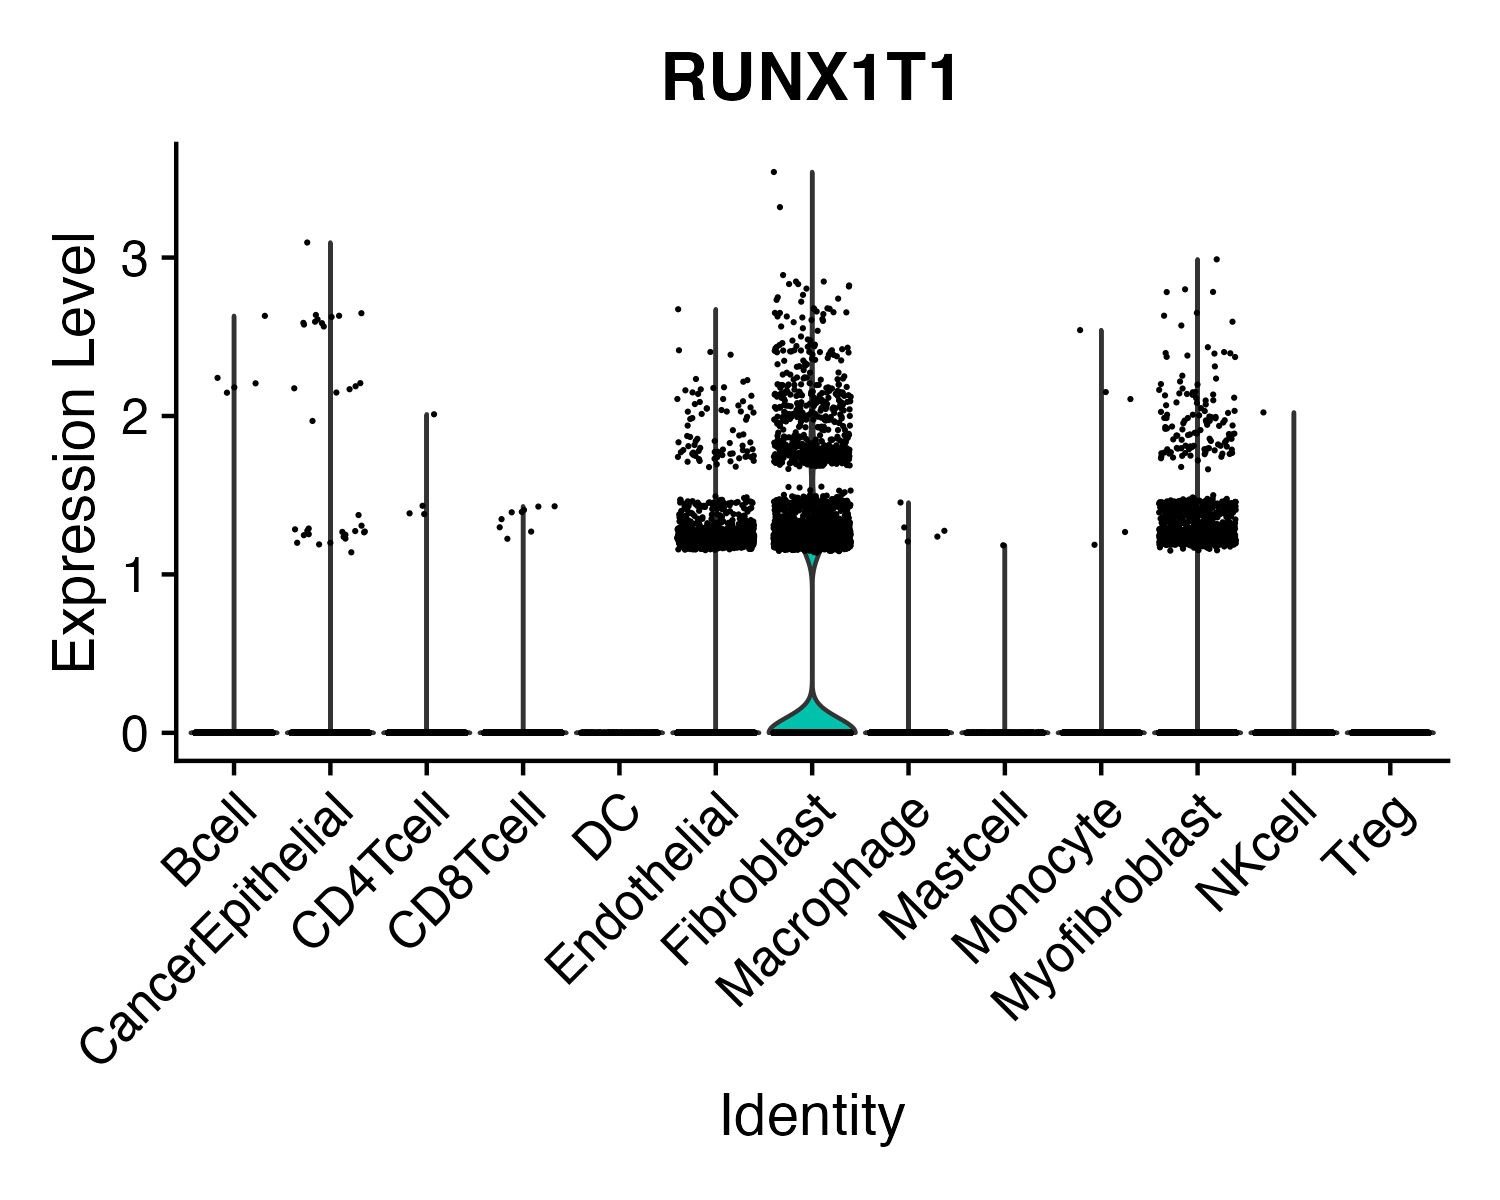 RUNX1T1
Expression Level
3
2
1
0
Bcell
CancerEpithelial
CD4Tcell
CD8Tcell
DC
Endothelial
Fibroblast
Macrophage
Mastcell
Monocyte
Myofibroblast
NKcell
Treg
Identity